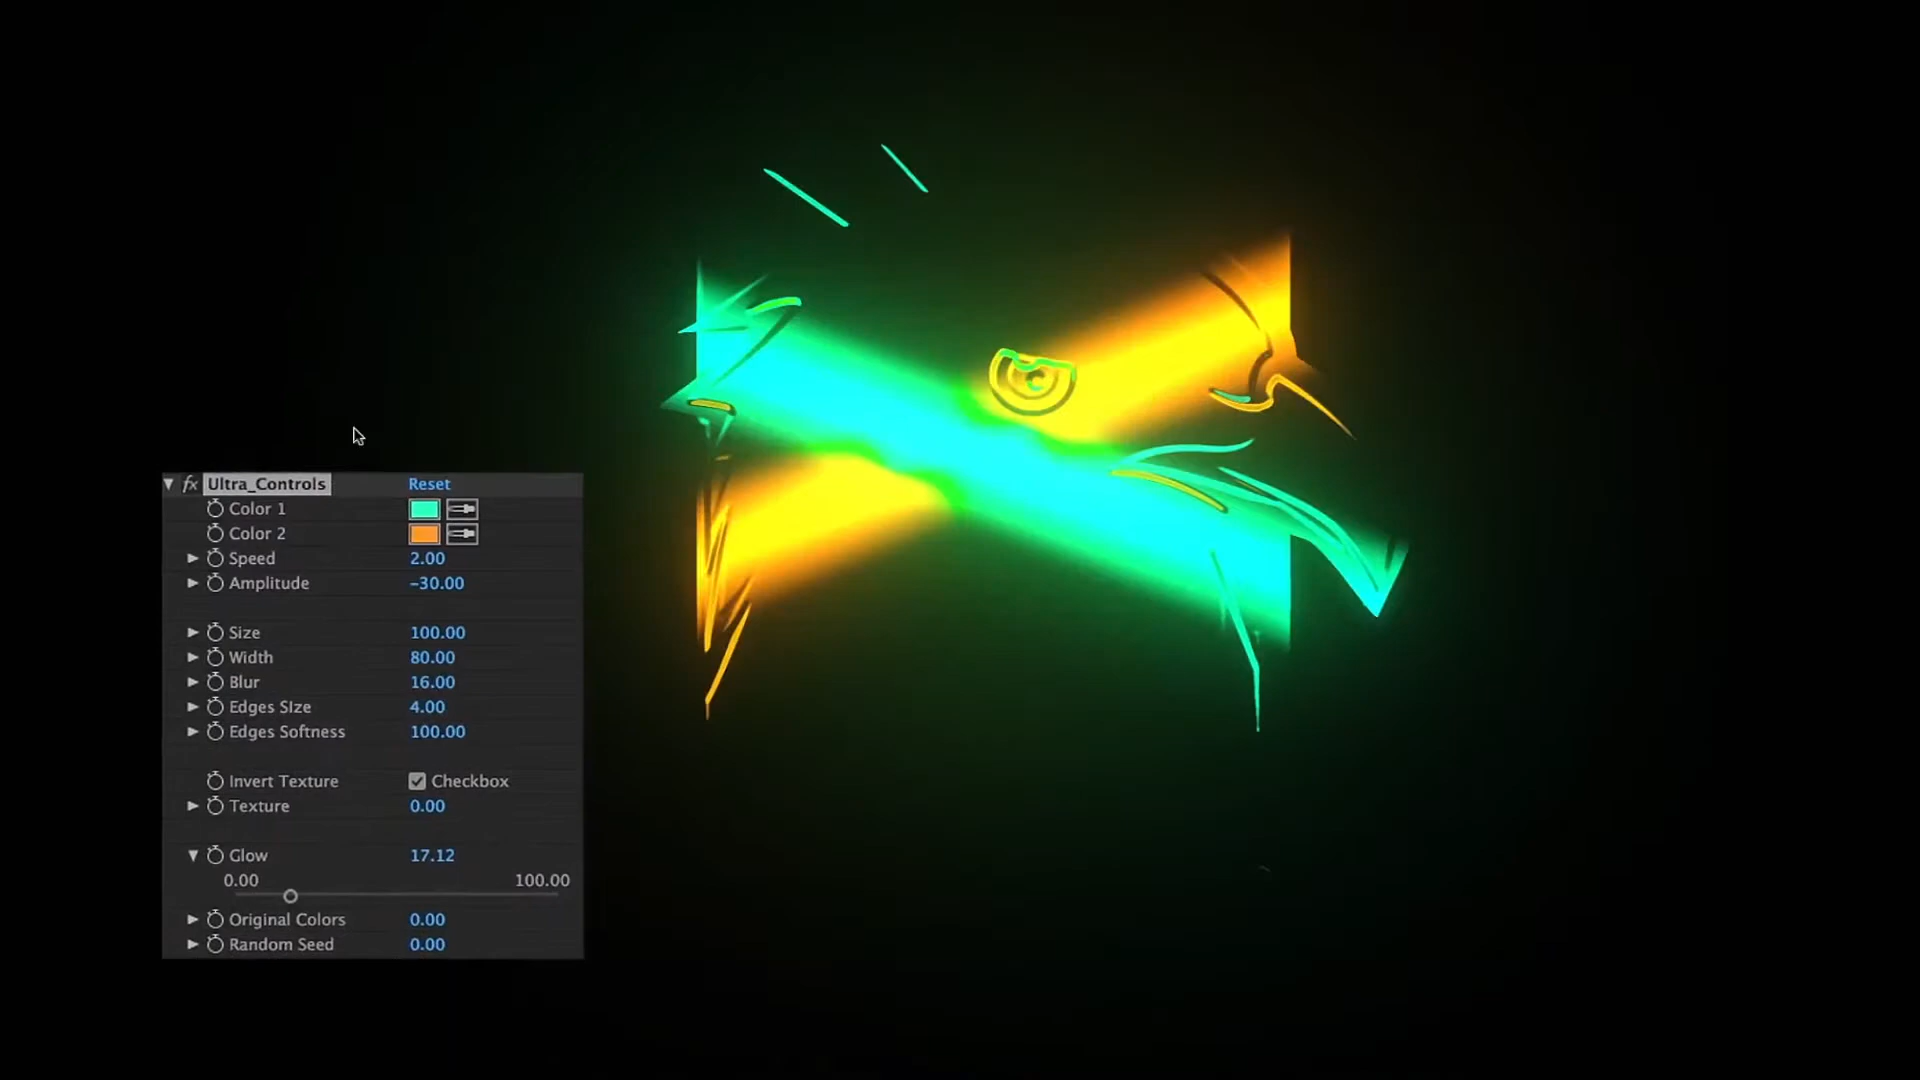 fx Ultra_Controls Reset
Color 1
Color 2
Speed 2.00
Amplitude -30.00
Size 100.00
Width 80.00
Blur 16.00
Edges SIze 4.00
Edges Softness 100.00
Invert Texture Checkbox
Texture 0.00
Glow 17.12
0.00 100.00
Original Colors 0.00
Random Seed 0.00